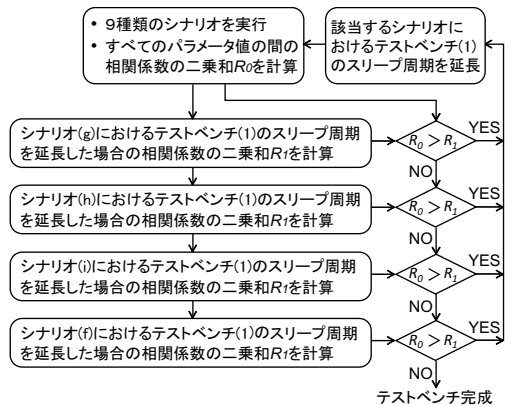 • 9種類のシナリオを実行
• すべてのパラメータ値の間の
相関係数の二乗和R0を計算
該当するシナリオに
おけるテストベンチ(1)
のスリープ周期を延長
シナリオ(g)におけるテストベンチ(1)のスリープ周期
を延長した場合の相関係数の二乗和R1を計算
R0＞R1
YES
NO
シナリオ(h)におけるテストベンチ(1)のスリープ周期
を延長した場合の相関係数の二乗和R1を計算
R0＞R1
YES
NO
シナリオ(i)におけるテストベンチ(1)のスリープ周期
を延長した場合の相関係数の二乗和R1を計算
R0＞R1
YES
NO
シナリオ(f)におけるテストベンチ(1)のスリープ周期
を延長した場合の相関係数の二乗和R1を計算
R0＞R1
YES
NO
テストベンチ完成